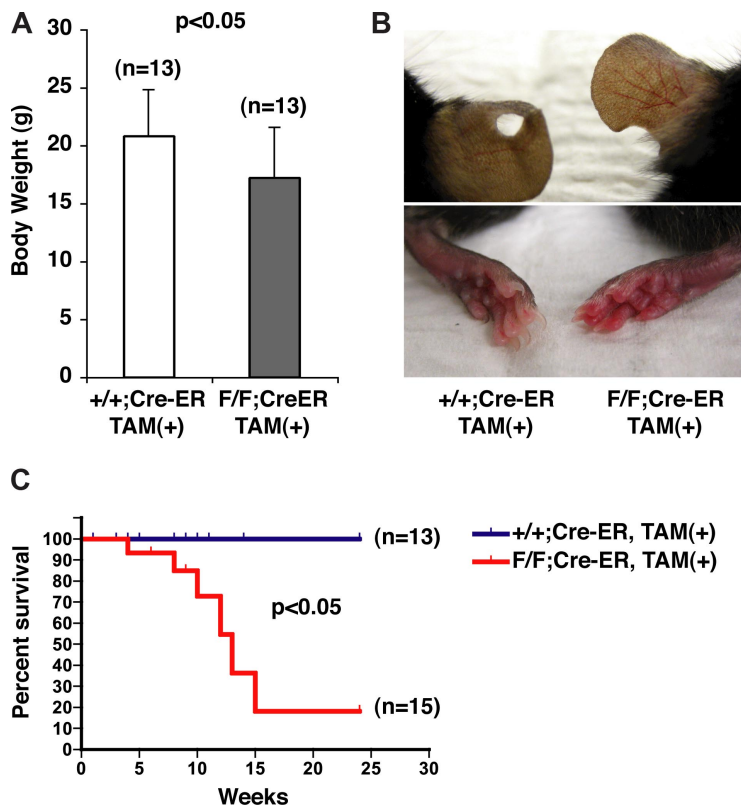 A
p<0.05
30
25
20
15
10
5
0
Body Weight (g)
(n=13)
(n=13)
+/+;Cre-ER
TAM(+)
F/F;CreER
TAM(+)
B
+/+;Cre-ER
TAM(+)
F/F;Cre-ER
TAM(+)
C
Percent survival
100
90
80
70
60
50
40
30
20
10
0
0 5 10 15 20 25 30
Weeks
(n=13)
p<0.05
(n=15)
+/+;Cre-ER, TAM(+)
F/F;Cre-ER, TAM(+)